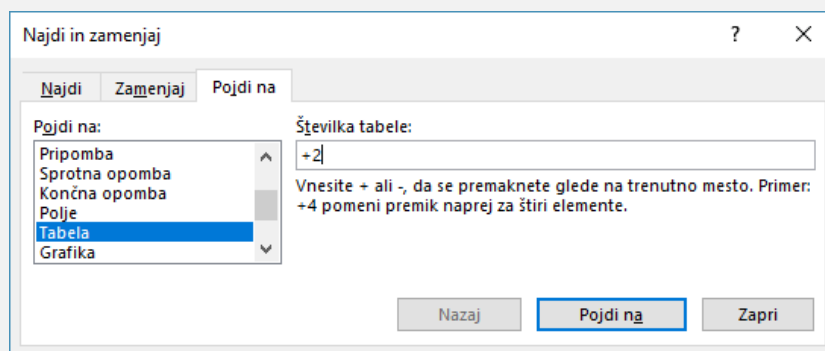 Najdi in zamenjaj
?
Najdi
Zamenjaj
Pojdi na
Pojdi na:
Pripomba
Sprotna opomba
Končna opomba
Polje
Tabela
Grafika
Številka tabele:
+2
Vnesite + ali -, da se premaknete glede na trenutno mesto. Primer:
+4 pomeni premik naprej za štiri elemente.
Nazaj
Pojdi na
Zapri